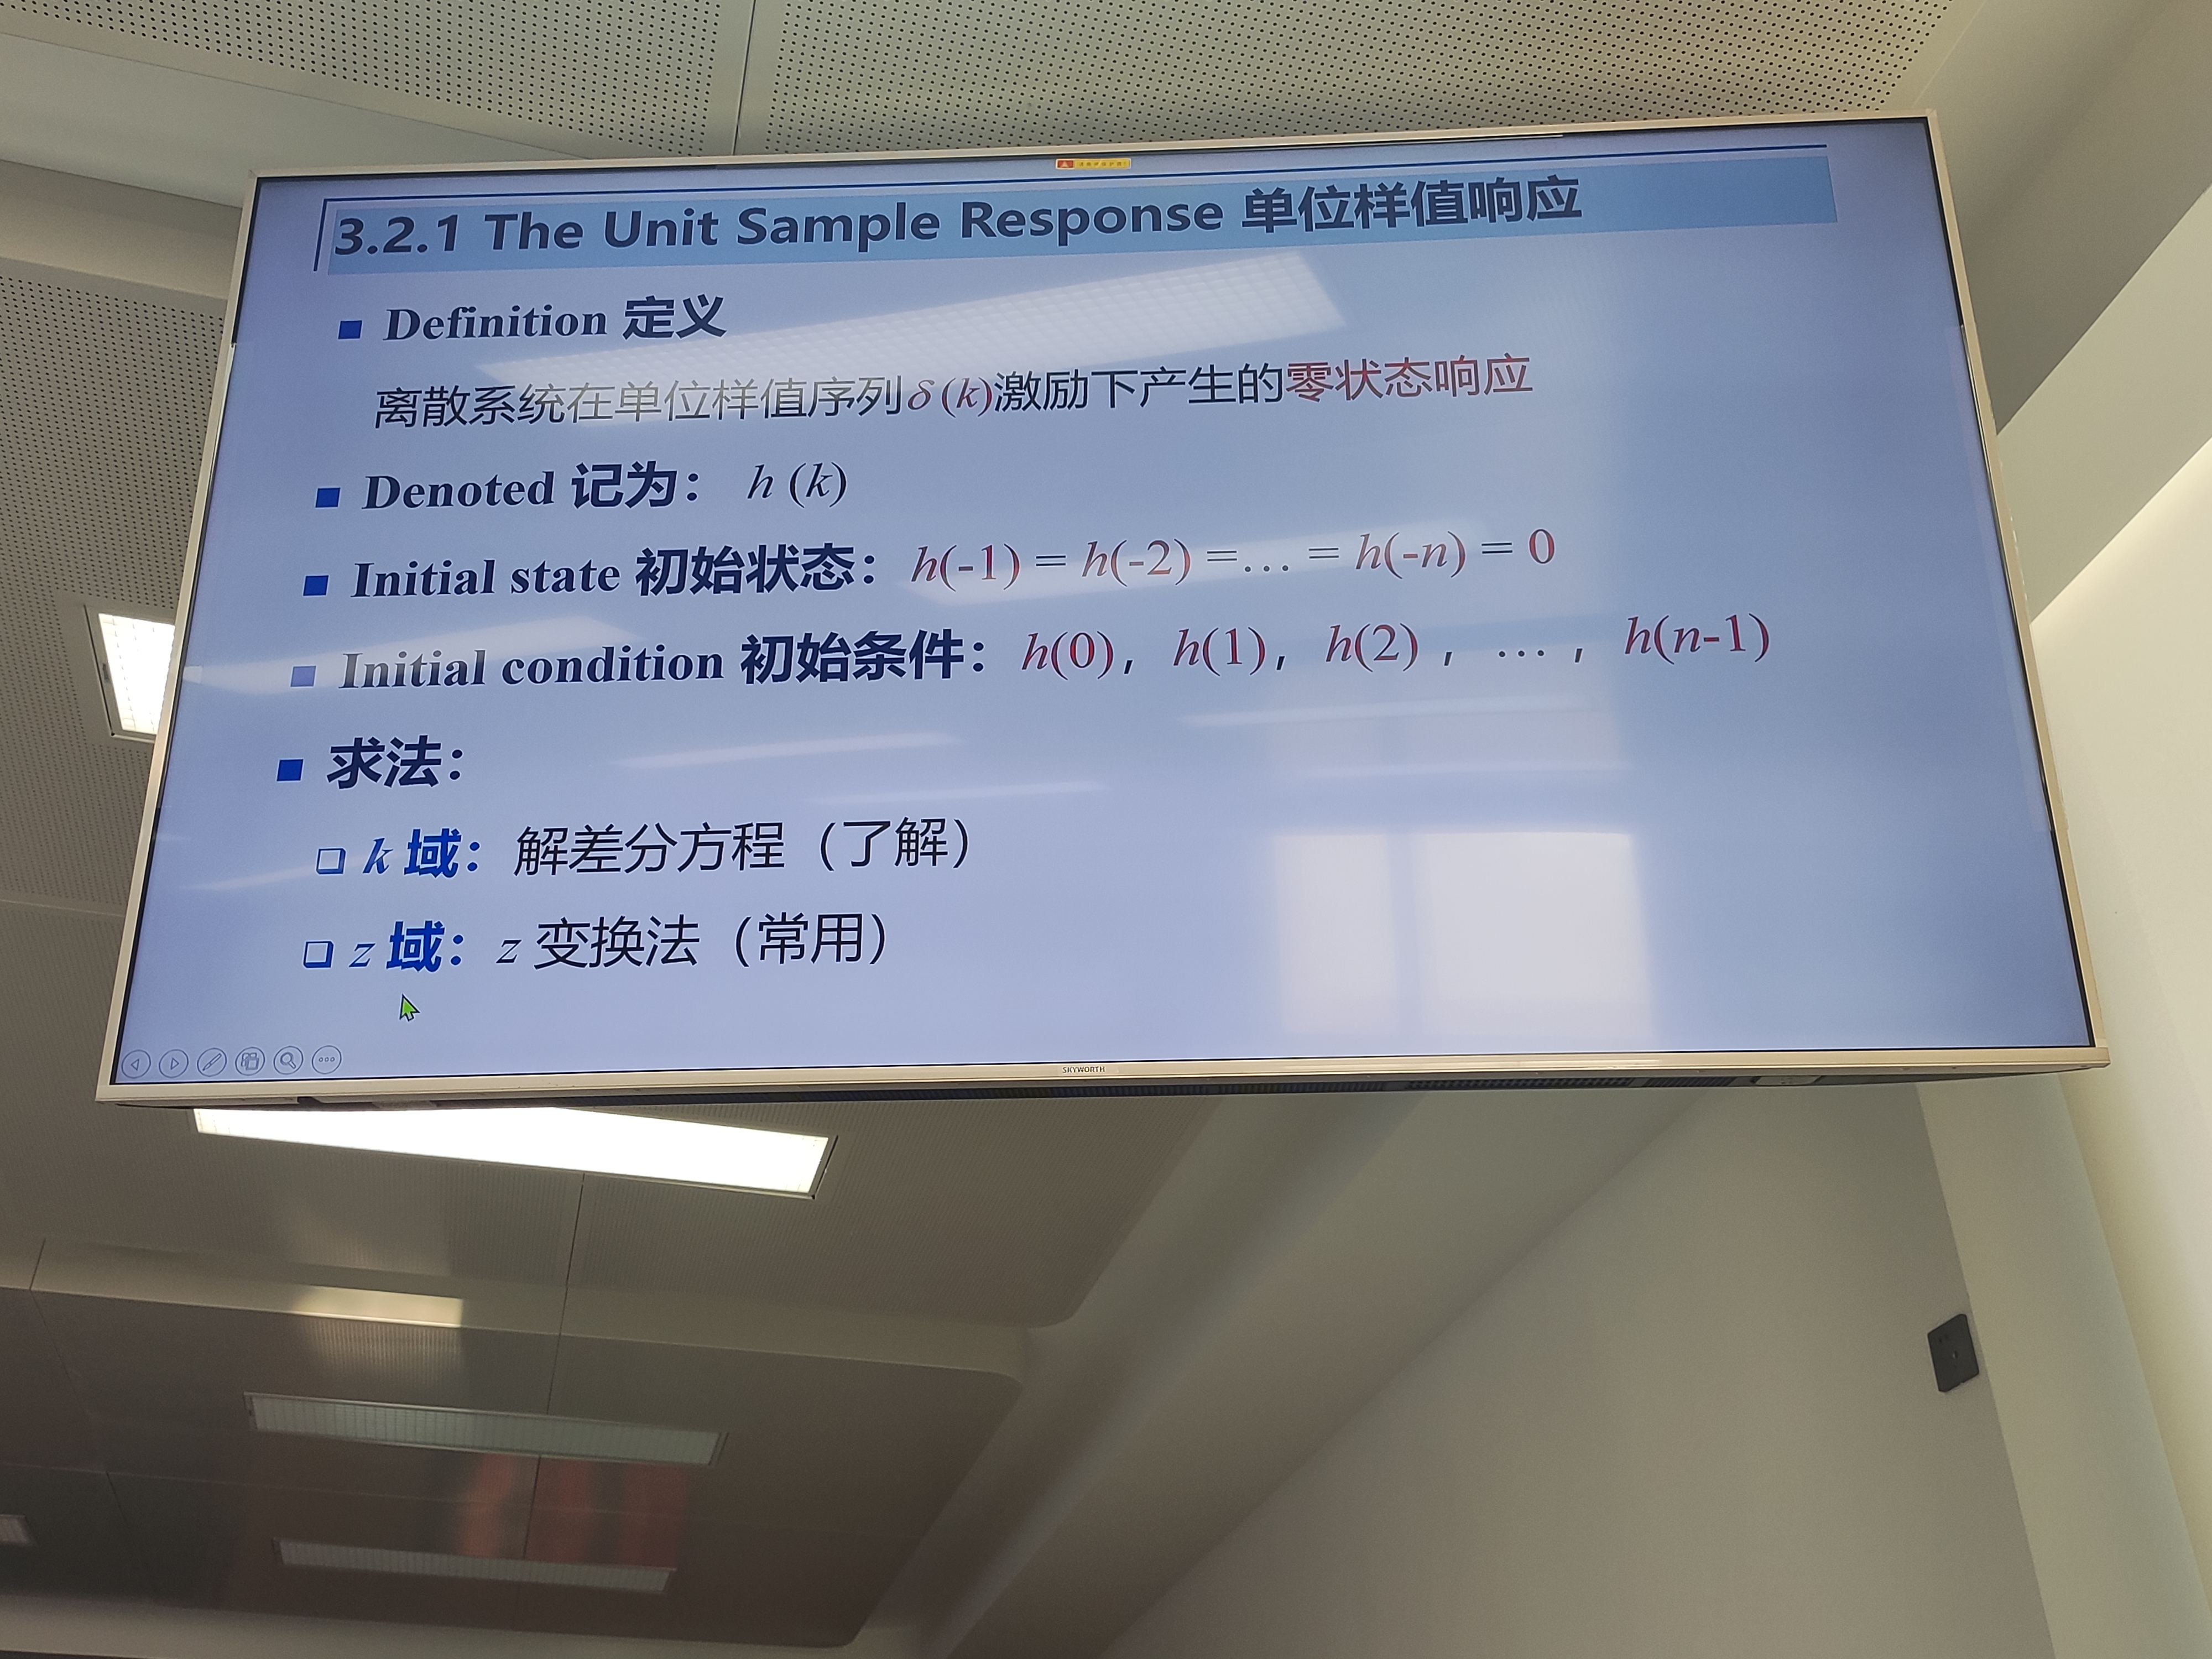 3.2.1 The Unit Sample Response 单位样值响应
■ Definition 定义
离散系统在单位样值序列δ(k)激励下产生的零状态响应
■ Denoted 记为： h (k)
■ Initial state 初始状态：h(-1) = h(-2) =… = h(-n) = 0
■ Initial condition 初始条件：h(0)，h(1)，h(2) ，… ，h(n-1)
■ 求法：
❑ k 域：解差分方程（了解）
❑ z 域：z 变换法（常用）
SKYWORTH